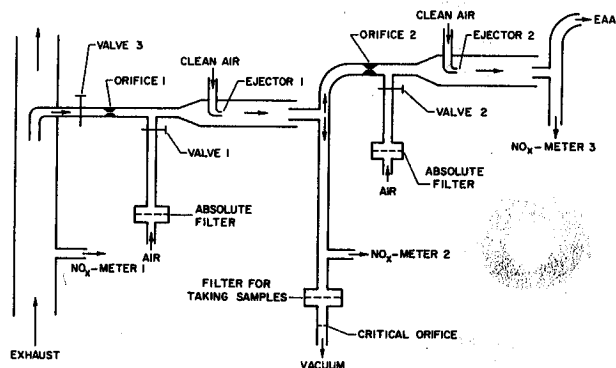 CLEAN AIR
EAA
VALVE 3
ORIFICE 2
EJECTOR 2
CLEAN AIR
ORIFICE 1
EJECTOR 1
VALVE 2
VALVE 1
NOx-METER 3
ABSOLUTE
FILTER
AIR
ABSOLUTE
FILTER
AIR
NOx-METER 1
NOx-METER 2
FILTER FOR
TAKING SAMPLES
CRITICAL ORIFICE
EXHAUST
VACUUM